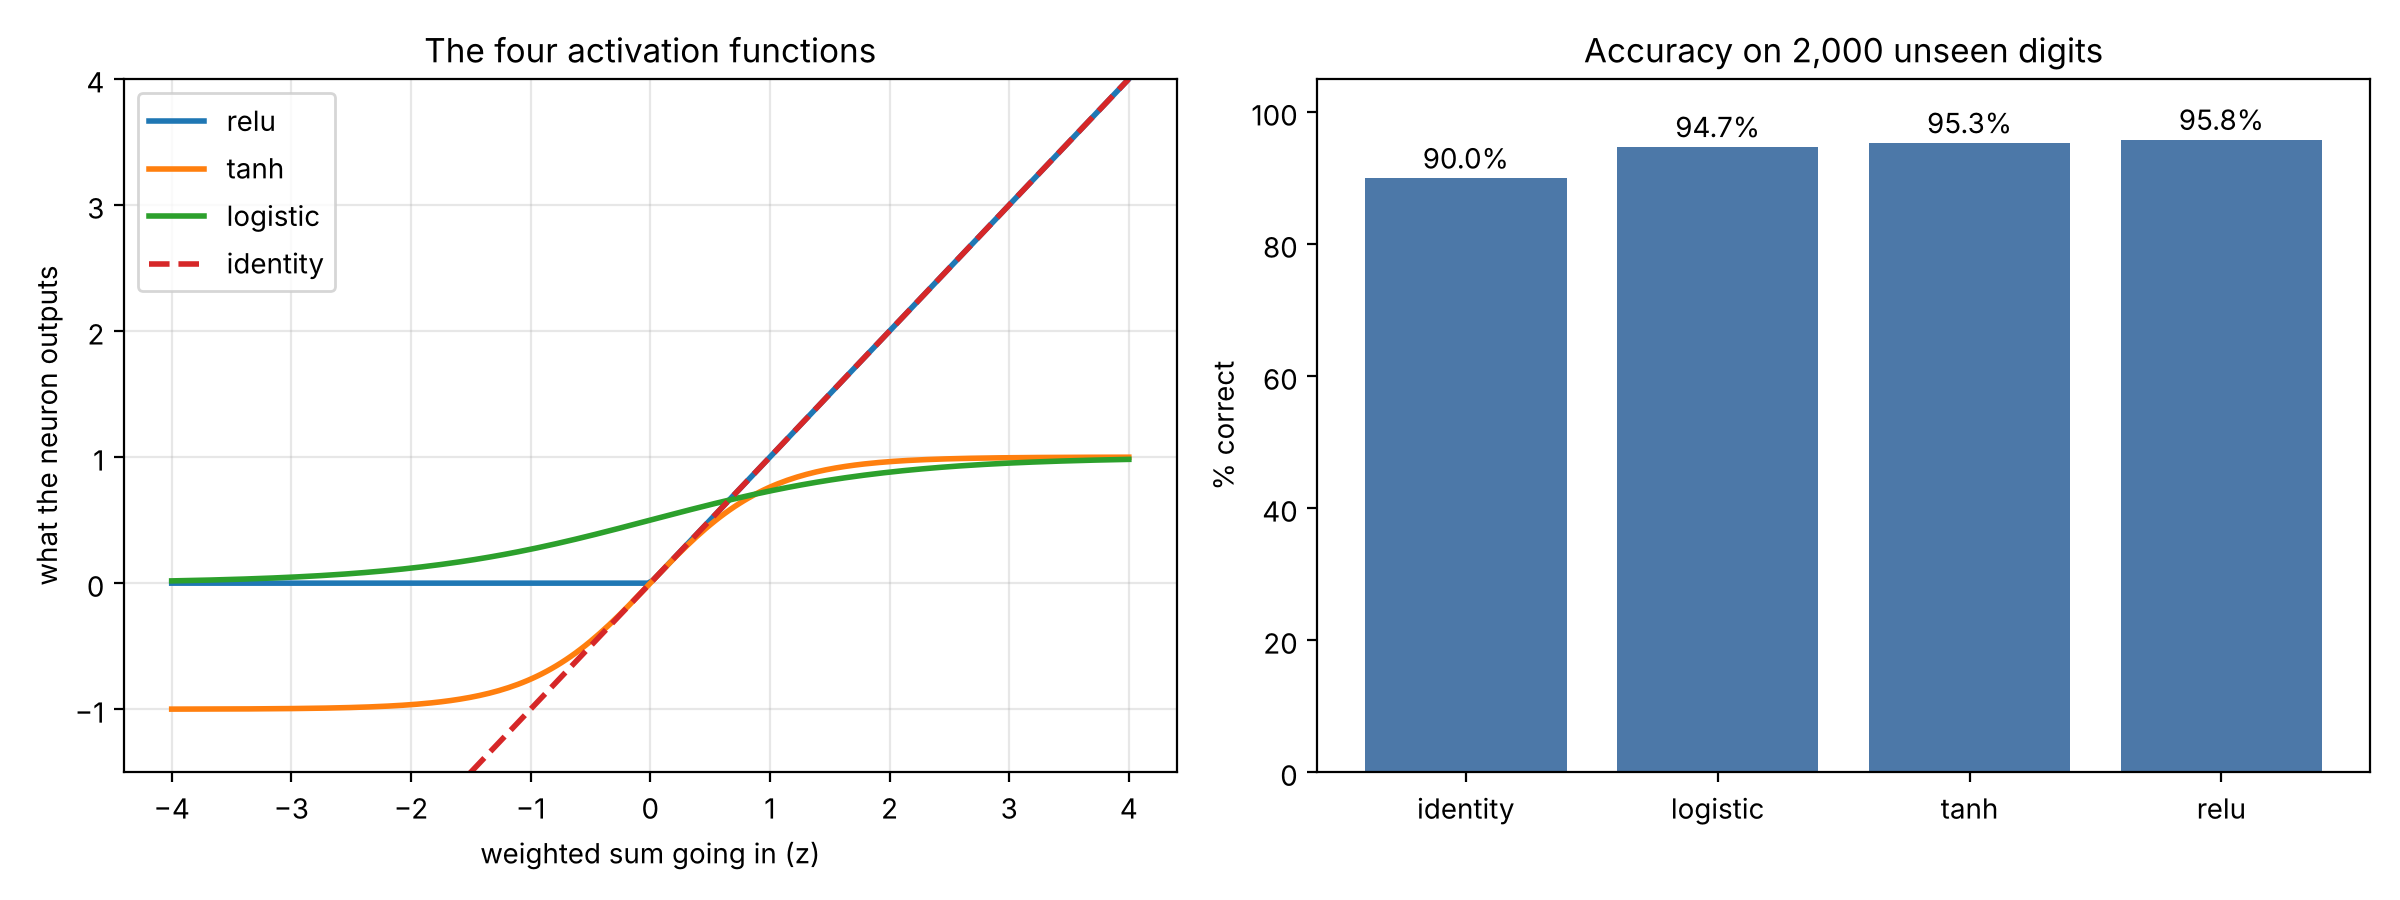 The four activation functions
4
3
2
1
0
−1
what the neuron outputs
relu
tanh
logistic
identity
−4 −3 −2 −1 0 1 2 3 4
weighted sum going in (z)
Accuracy on 2,000 unseen digits
100
80
60
40
20
0
% correct
90.0% 94.7% 95.3% 95.8%
identity logistic tanh relu